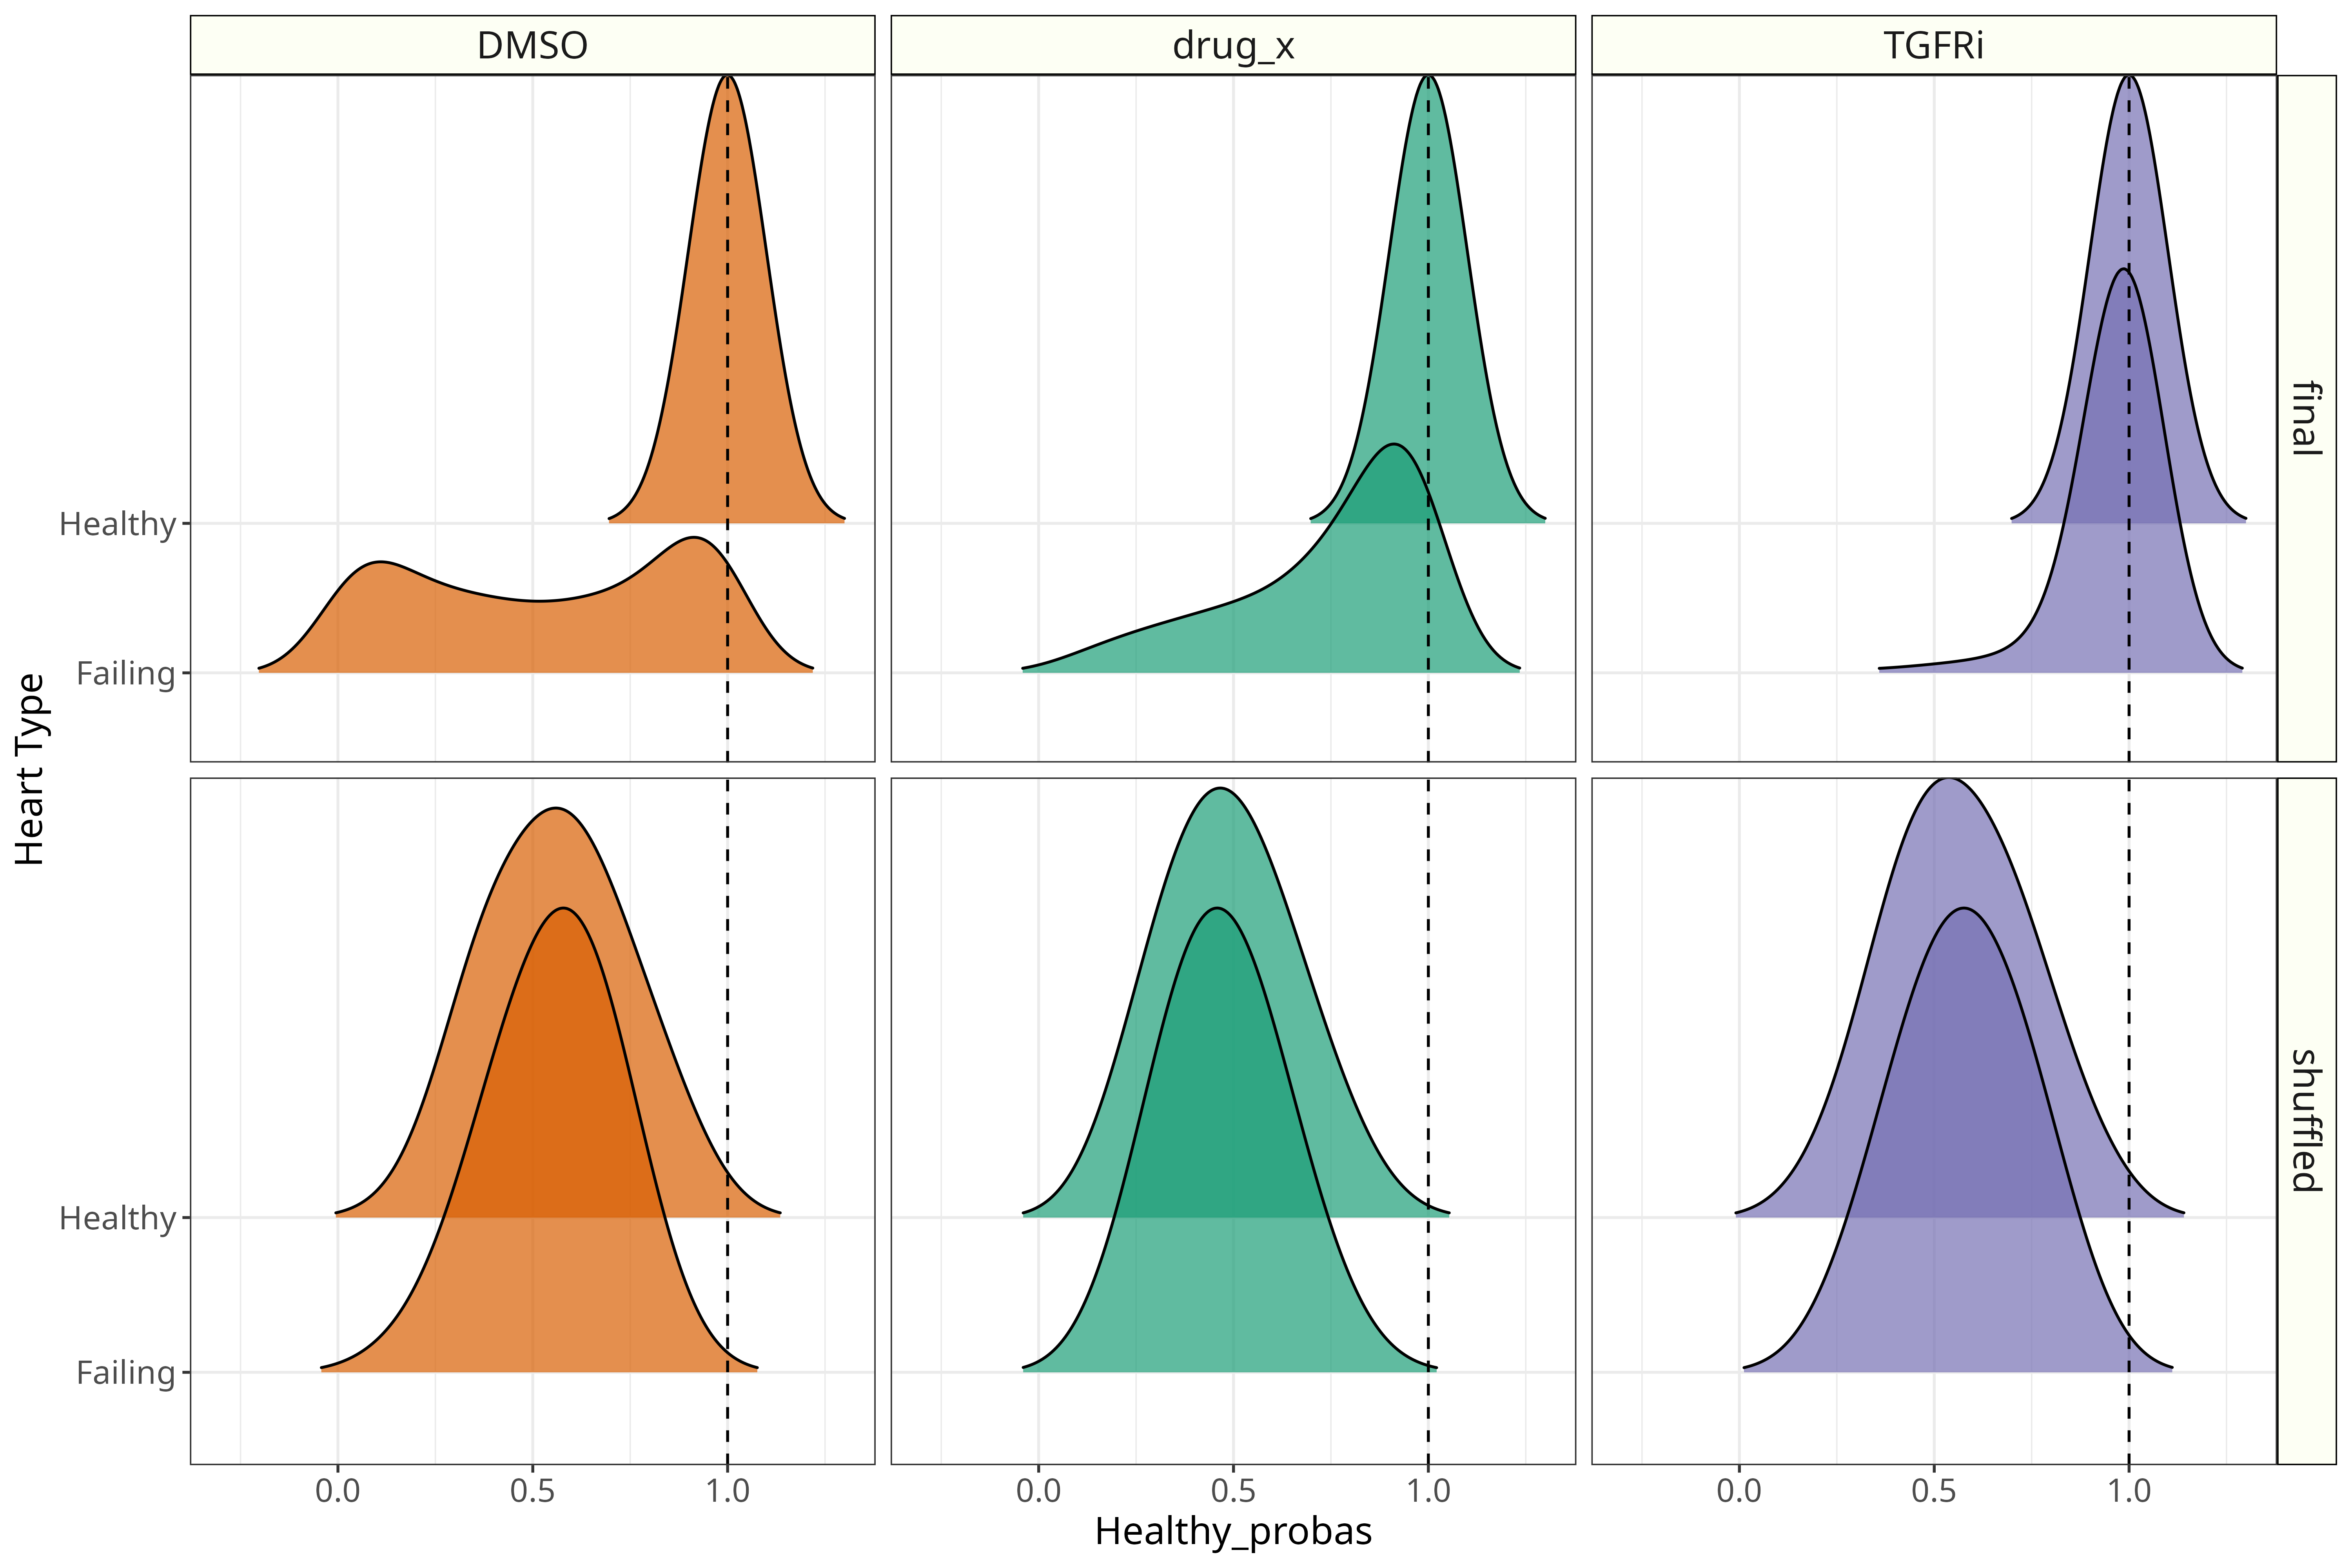 DMSO
drug_x
TGFRi
final
Healthy
Failing
Heart Type
shuffled
Healthy
Failing
0.0 0.5 1.0
0.0 0.5 1.0
0.0 0.5 1.0
Healthy_probas